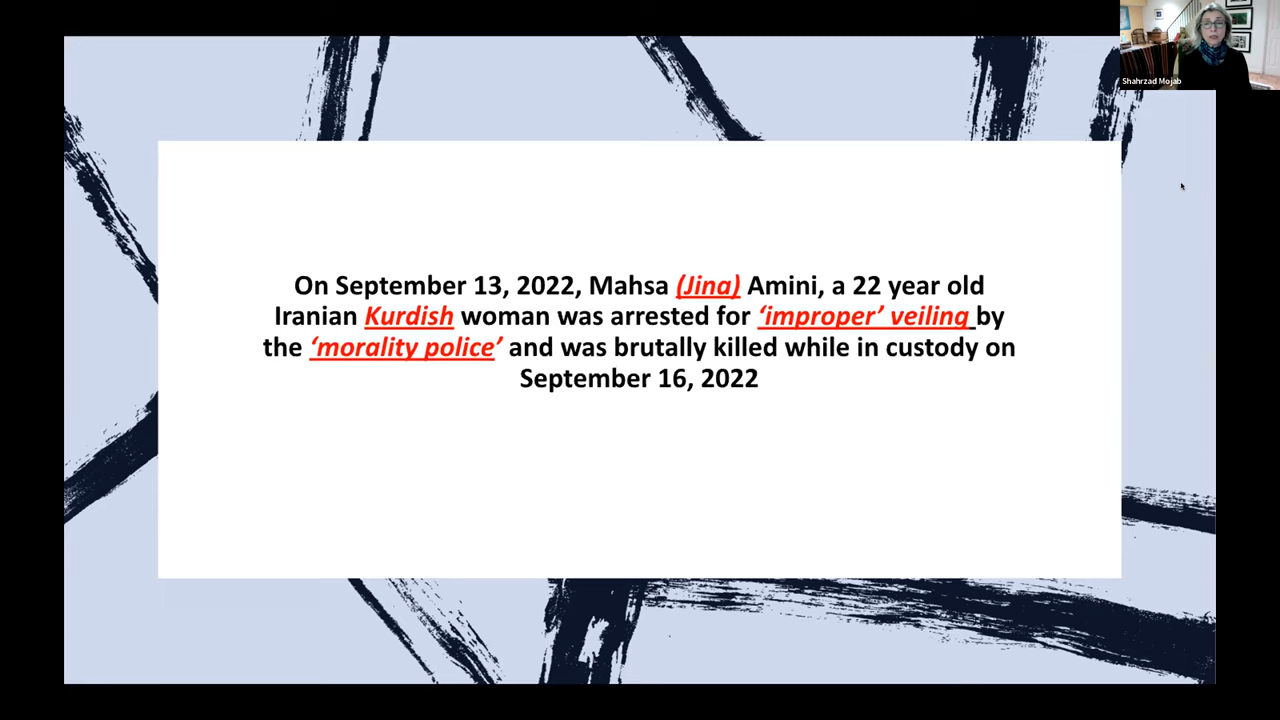 Shahrzad Mojab
On September 13, 2022, Mahsa (Jina) Amini, a 22 year old
Iranian Kurdish woman was arrested for ‘improper’ veiling by
the ‘morality police’ and was brutally killed while in custody on
September 16, 2022